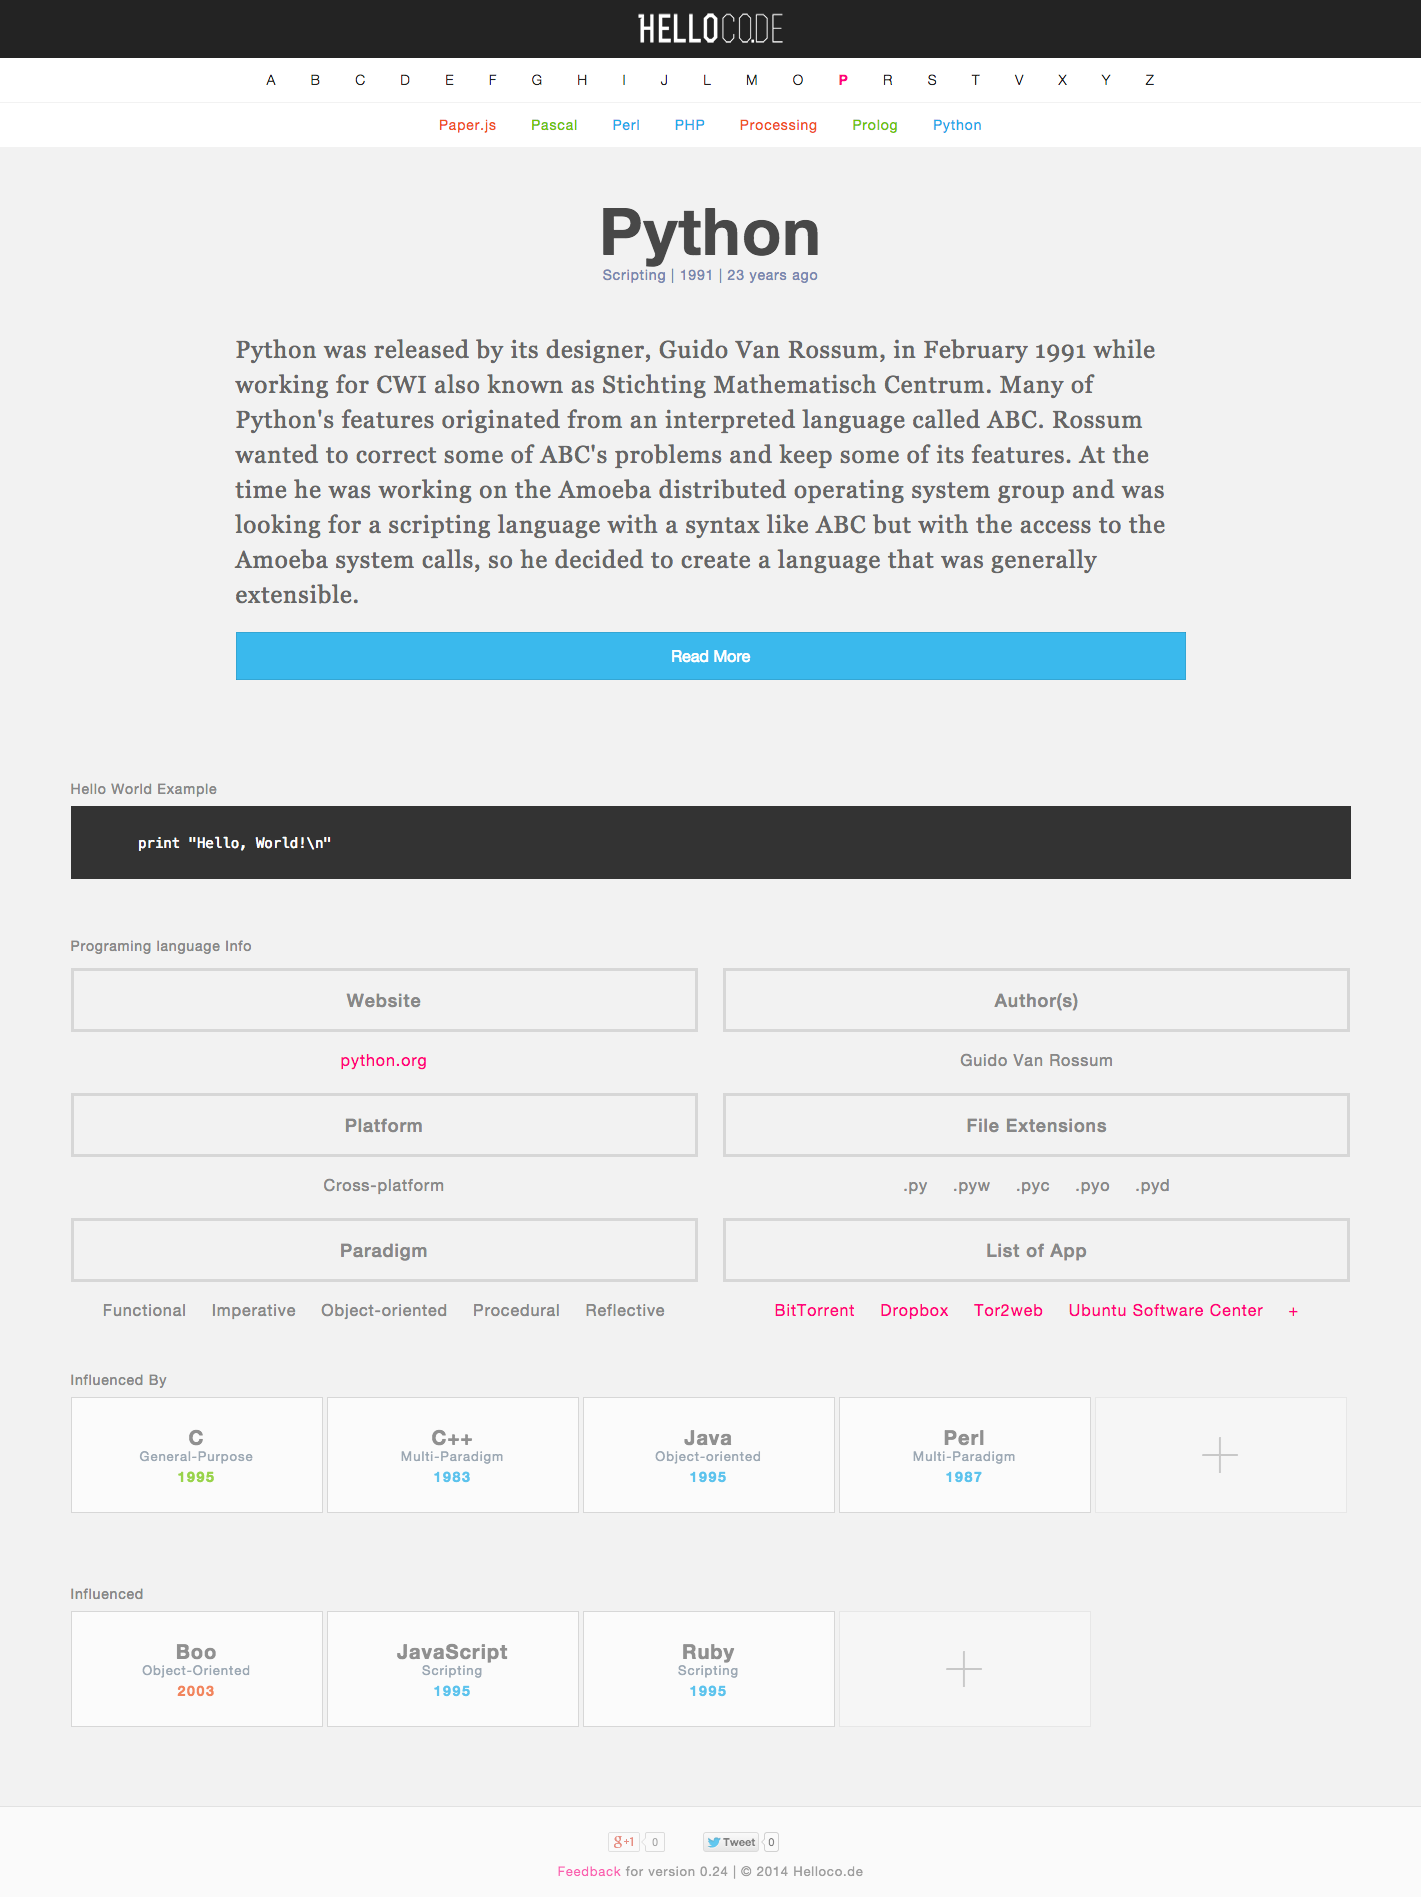 HELLOCO.DE
A B C D E F G H I J L M O P R S T V X Y Z
Paper.js Pascal Perl PHP Processing Prolog Python
Python
Scripting | 1991 | 23 years ago
Python was released by its designer, Guido Van Rossum, in February 1991 while
working for CWI also known as Stichting Mathematisch Centrum. Many of
Python's features originated from an interpreted language called ABC. Rossum
wanted to correct some of ABC's problems and keep some of its features. At the
time he was working on the Amoeba distributed operating system group and was
looking for a scripting language with a syntax like ABC but with the access to the
Amoeba system calls, so he decided to create a language that was generally
extensible.
Read More
Hello World Example
print "Hello, World!\n"
Programing language Info
Website
python.org
Author(s)
Guido Van Rossum
Platform
Cross-platform
File Extensions
.py .pyw .pyc .pyo .pyd
Paradigm
Functional Imperative Object-oriented Procedural Reflective
List of App
BitTorrent Dropbox Tor2web Ubuntu Software Center +
Influenced By
C
General-Purpose
1995
C++
Multi-Paradigm
1983
Java
Object-oriented
1995
Perl
Multi-Paradigm
1987
Influenced
Boo
Object-Oriented
2003
JavaScript
Scripting
1995
Ruby
Scripting
1995
g+1 0 Tweet 0
Feedback for version 0.24 | © 2014 Helloco.de